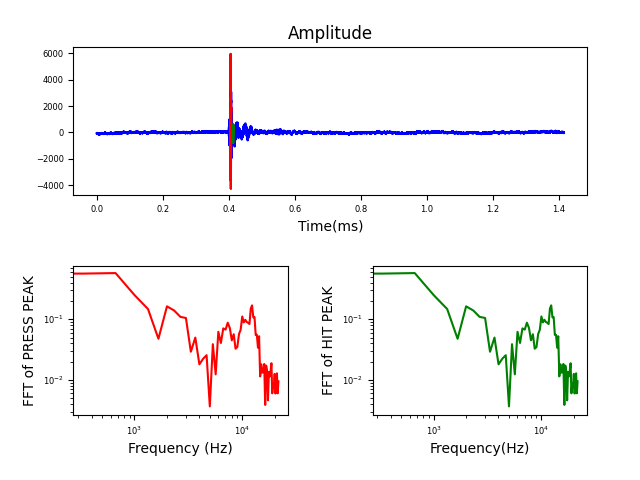 Amplitude
6000
4000
2000
0
−2000
−4000
0.0 0.2 0.4 0.6 0.8 1.0 1.2 1.4
Time(ms)
FFT of PRESS PEAK
10⁻¹
10⁻²
10³ 10⁴
Frequency (Hz)
FFT of HIT PEAK
10⁻¹
10⁻²
10³ 10⁴
Frequency(Hz)